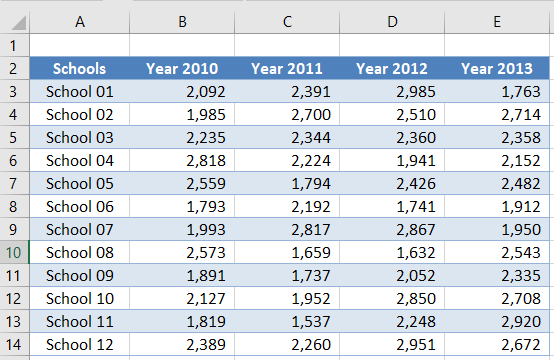 A B C D E
1
2 Schools Year 2010 Year 2011 Year 2012 Year 2013
3 School 01 2,092 2,391 2,985 1,763
4 School 02 1,985 2,700 2,510 2,714
5 School 03 2,235 2,344 2,360 2,358
6 School 04 2,818 2,224 1,941 2,152
7 School 05 2,559 1,794 2,426 2,482
8 School 06 1,793 2,192 1,741 1,912
9 School 07 1,993 2,817 2,867 1,950
10 School 08 2,573 1,659 1,632 2,543
11 School 09 1,891 1,737 2,052 2,335
12 School 10 2,127 1,952 2,850 2,708
13 School 11 1,819 1,537 2,248 2,920
14 School 12 2,389 2,260 2,951 2,672